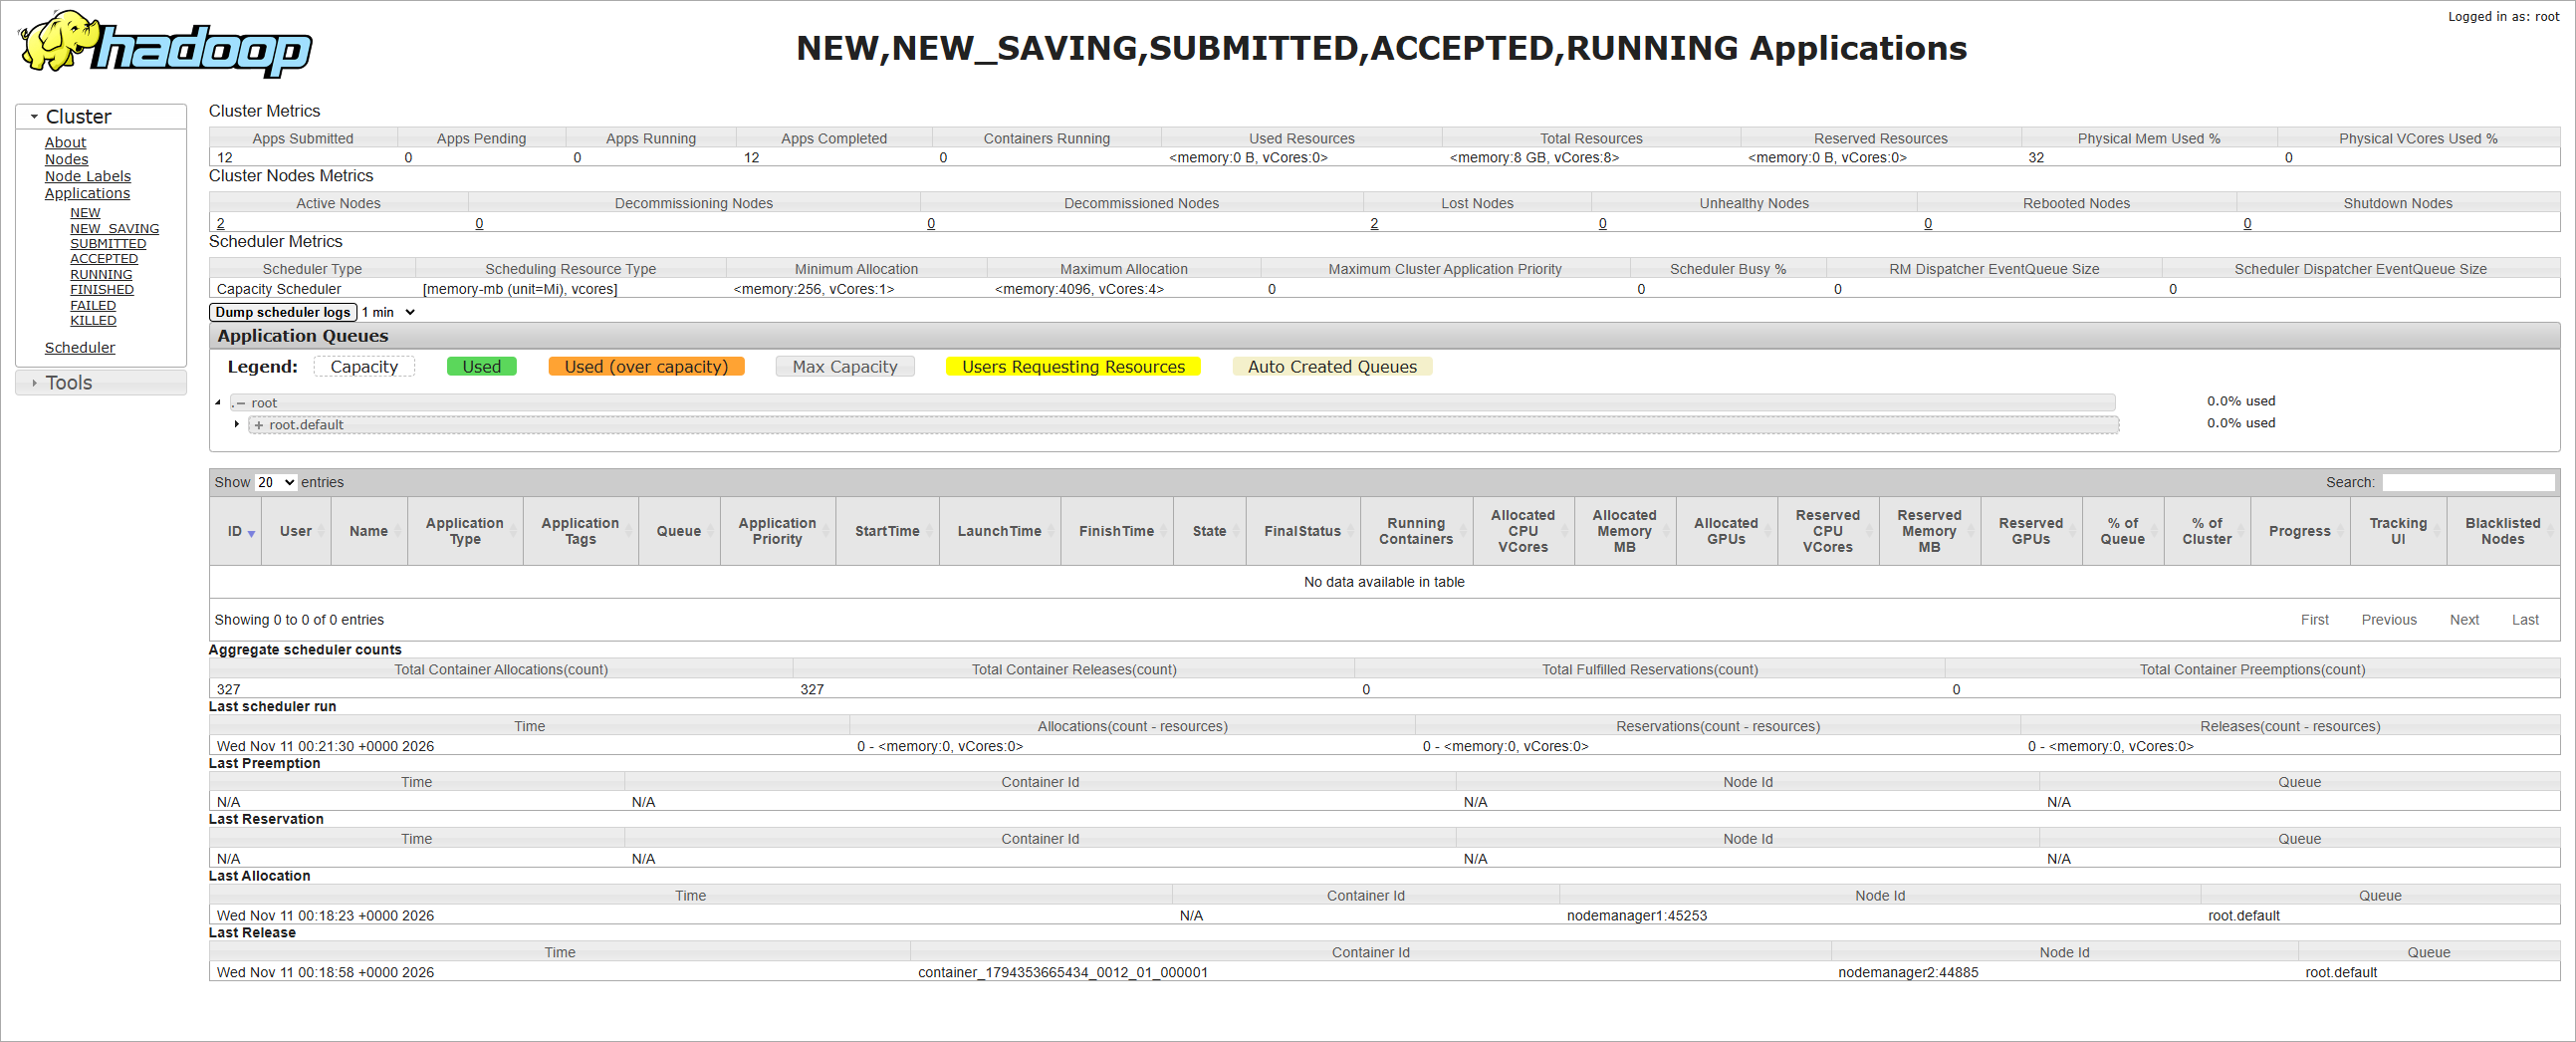 Logged in as: root
hadoop
NEW,NEW_SAVING,SUBMITTED,ACCEPTED,RUNNING Applications
Cluster
About
Nodes
Node Labels
Applications
NEW
NEW_SAVING
SUBMITTED
ACCEPTED
RUNNING
FINISHED
FAILED
KILLED
Scheduler
Tools
Cluster Metrics
Apps Submitted Apps Pending Apps Running Apps Completed Containers Running Used Resources Total Resources Reserved Resources Physical Mem Used % Physical VCores Used %
12 0 0 12 0 <memory:0 B, vCores:0> <memory:8 GB, vCores:8> <memory:0 B, vCores:0> 32 0
Cluster Nodes Metrics
Active Nodes Decommissioning Nodes Decommissioned Nodes Lost Nodes Unhealthy Nodes Rebooted Nodes Shutdown Nodes
2 0 0 2 0 0 0
Scheduler Metrics
Scheduler Type Scheduling Resource Type Minimum Allocation Maximum Allocation Maximum Cluster Application Priority Scheduler Busy % RM Dispatcher EventQueue Size Scheduler Dispatcher EventQueue Size
Capacity Scheduler [memory-mb (unit=Mi), vcores] <memory:256, vCores:1> <memory:4096, vCores:4> 0 0 0 0
Dump scheduler logs 1 min
Application Queues
Legend: Capacity Used Used (over capacity) Max Capacity Users Requesting Resources Auto Created Queues
root 0.0% used
+ root.default 0.0% used
Show 20 entries Search:
ID User Name Application Type Application Tags Queue Application Priority StartTime LaunchTime FinishTime State FinalStatus Running Containers Allocated CPU VCores Allocated Memory MB Allocated GPUs Reserved CPU VCores Reserved Memory MB Reserved GPUs % of Queue % of Cluster Progress Tracking UI Blacklisted Nodes
No data available in table
Showing 0 to 0 of 0 entries First Previous Next Last
Aggregate scheduler counts
Total Container Allocations(count) Total Container Releases(count) Total Fulfilled Reservations(count) Total Container Preemptions(count)
327 327 0 0
Last scheduler run
Time Allocations(count - resources) Reservations(count - resources) Releases(count - resources)
Wed Nov 11 00:21:30 +0000 2026 0 - <memory:0, vCores:0> 0 - <memory:0, vCores:0> 0 - <memory:0, vCores:0>
Last Preemption
Time Container Id Node Id Queue
N/A N/A N/A N/A
Last Reservation
Time Container Id Node Id Queue
N/A N/A N/A N/A
Last Allocation
Time Container Id Node Id Queue
Wed Nov 11 00:18:23 +0000 2026 N/A nodemanager1:45253 root.default
Last Release
Time Container Id Node Id Queue
Wed Nov 11 00:18:58 +0000 2026 container_1794353665434_0012_01_000001 nodemanager2:44885 root.default